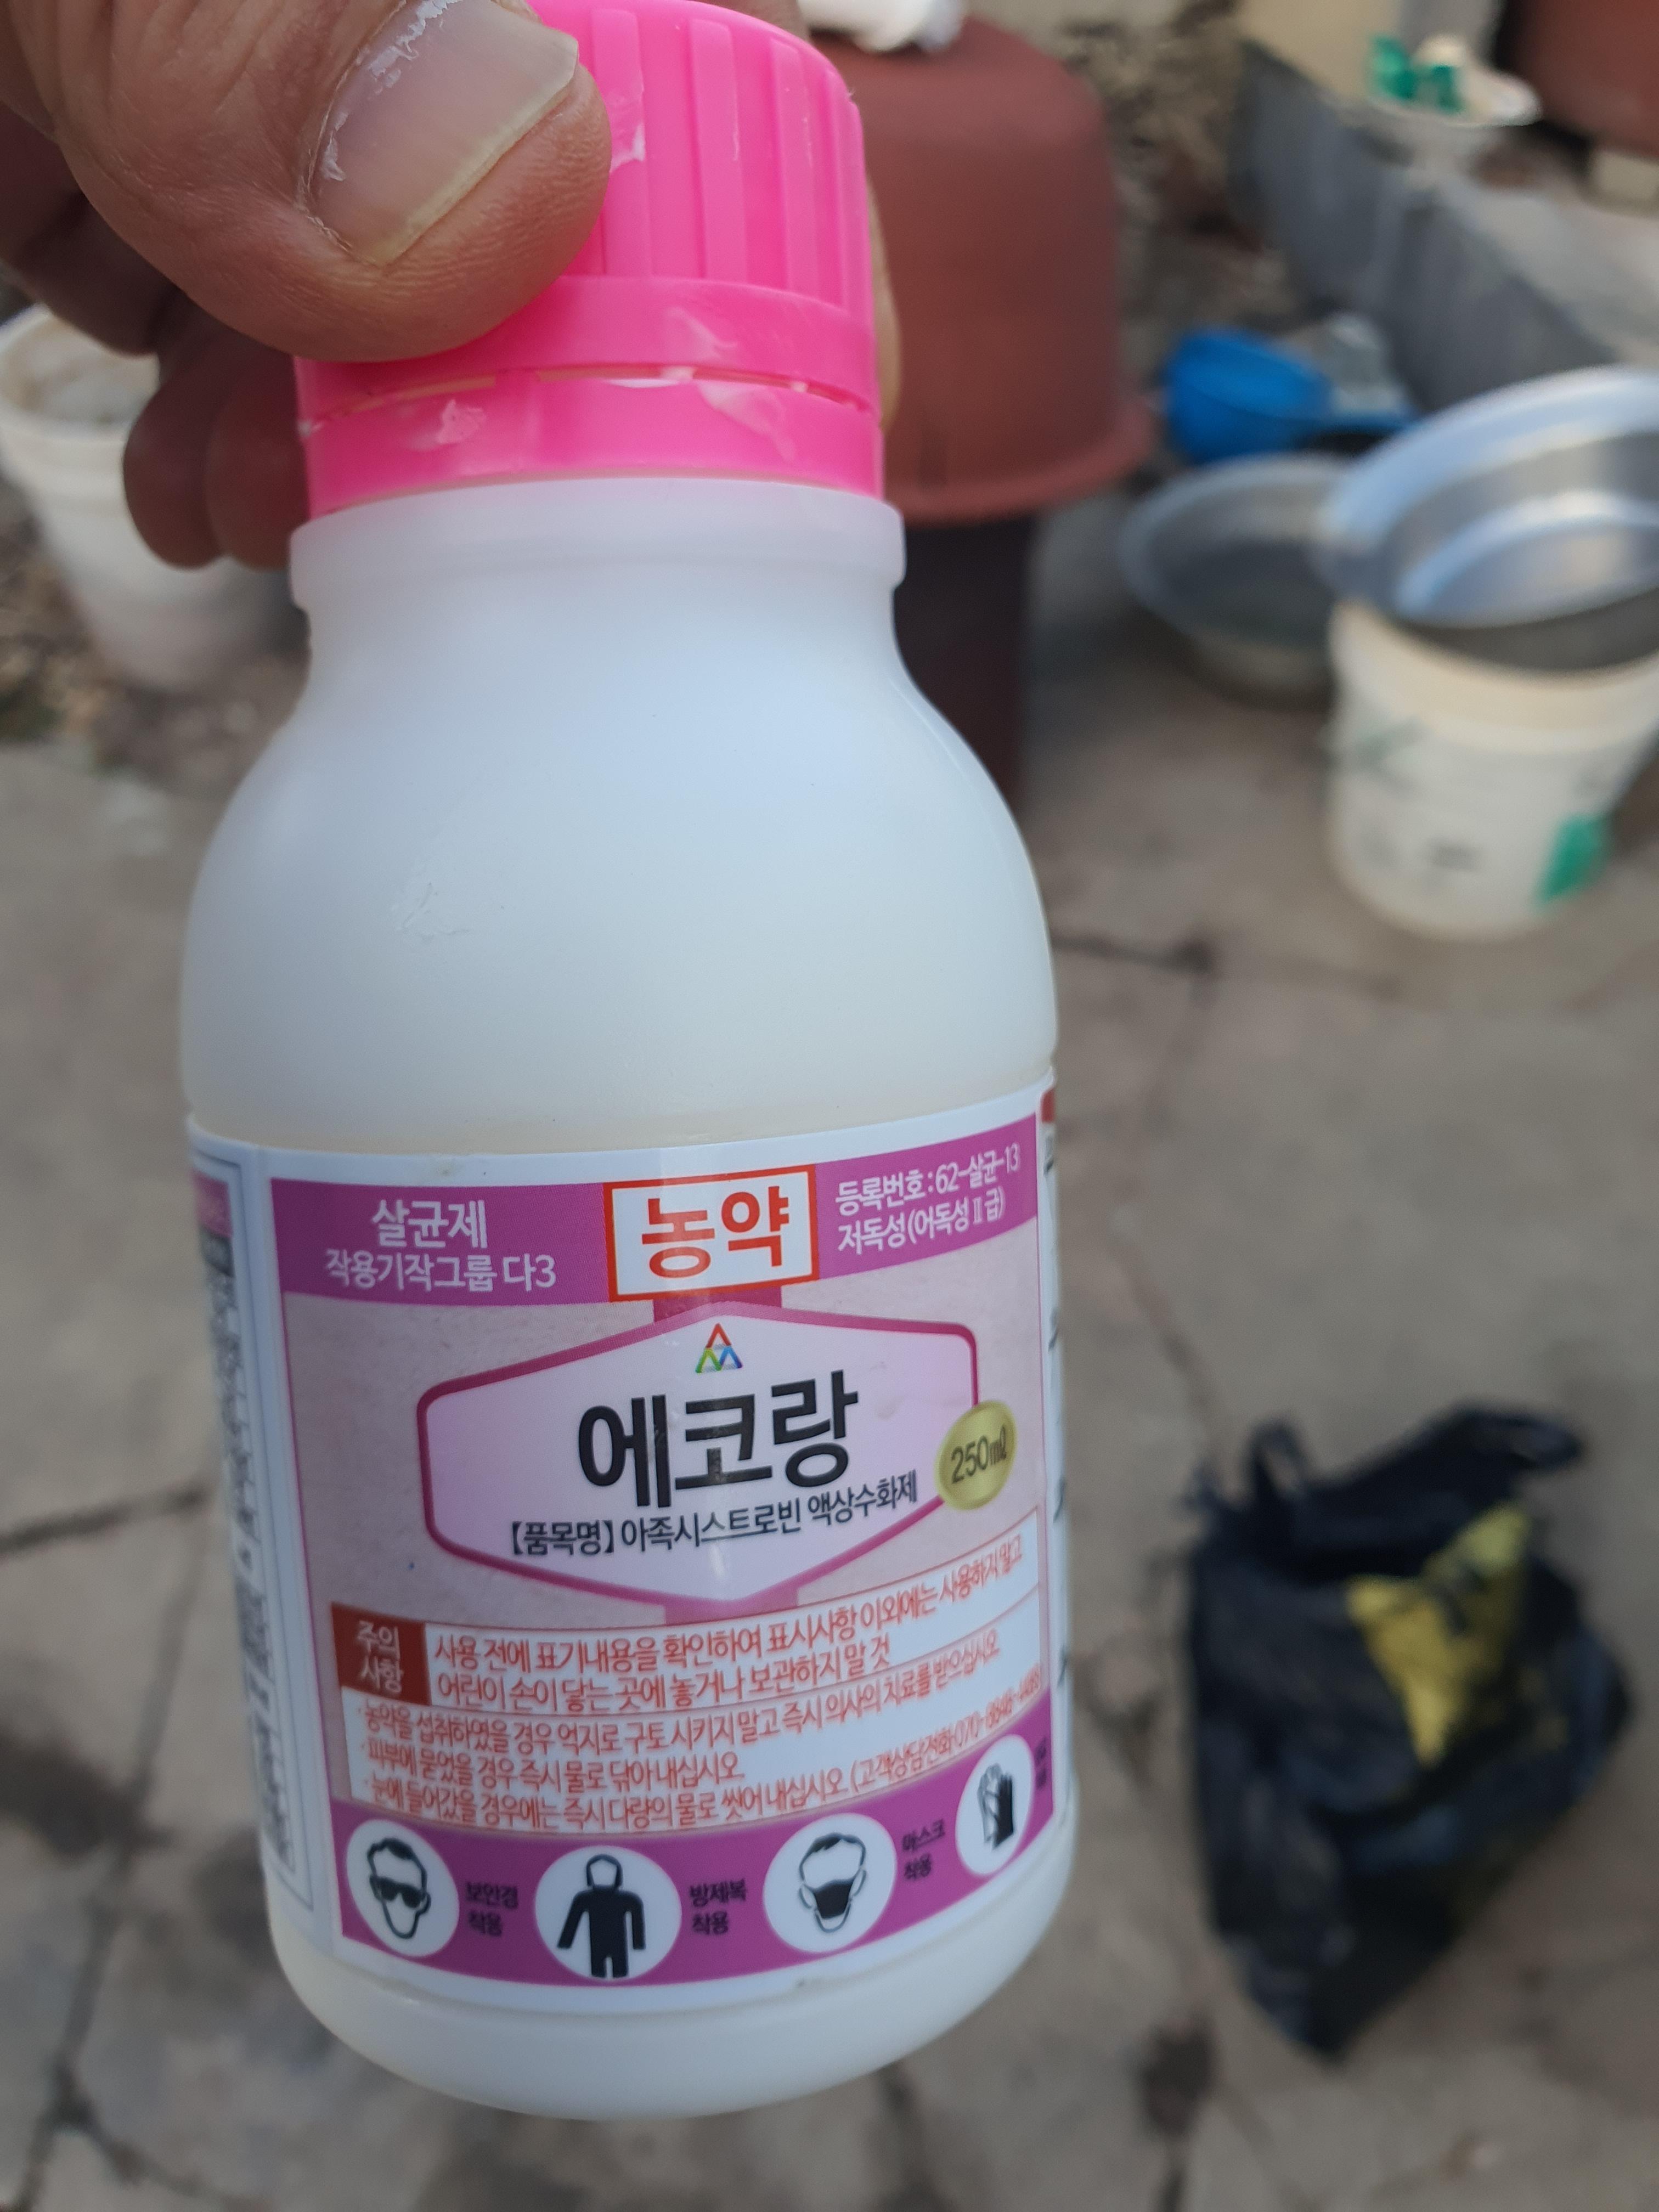 살균제
작용기작그룹 다3
농약
등록번호 : 62-살균-13
저독성(어독성Ⅱ급)
에코랑
250㎖
【품목명】 아족시스트로빈 액상수화제
주의
사항
사용 전에 표기내용을 확인하여 표시사항 이외에는 사용하지 말고
어린이 손이 닿는 곳에 놓거나 보관하지 말 것
·농약을 섭취하였을 경우 억지로 구토 시키지 말고 즉시 의사의 치료를 받으십시오
·피부에 묻었을 경우 즉시 물로 닦아 내십시오
·눈에 들어갔을 경우에는 즉시 다량의 물로 씻어 내십시오 (고객상담전화:070-
보안경
착용
방제복
착용
마스크
착용